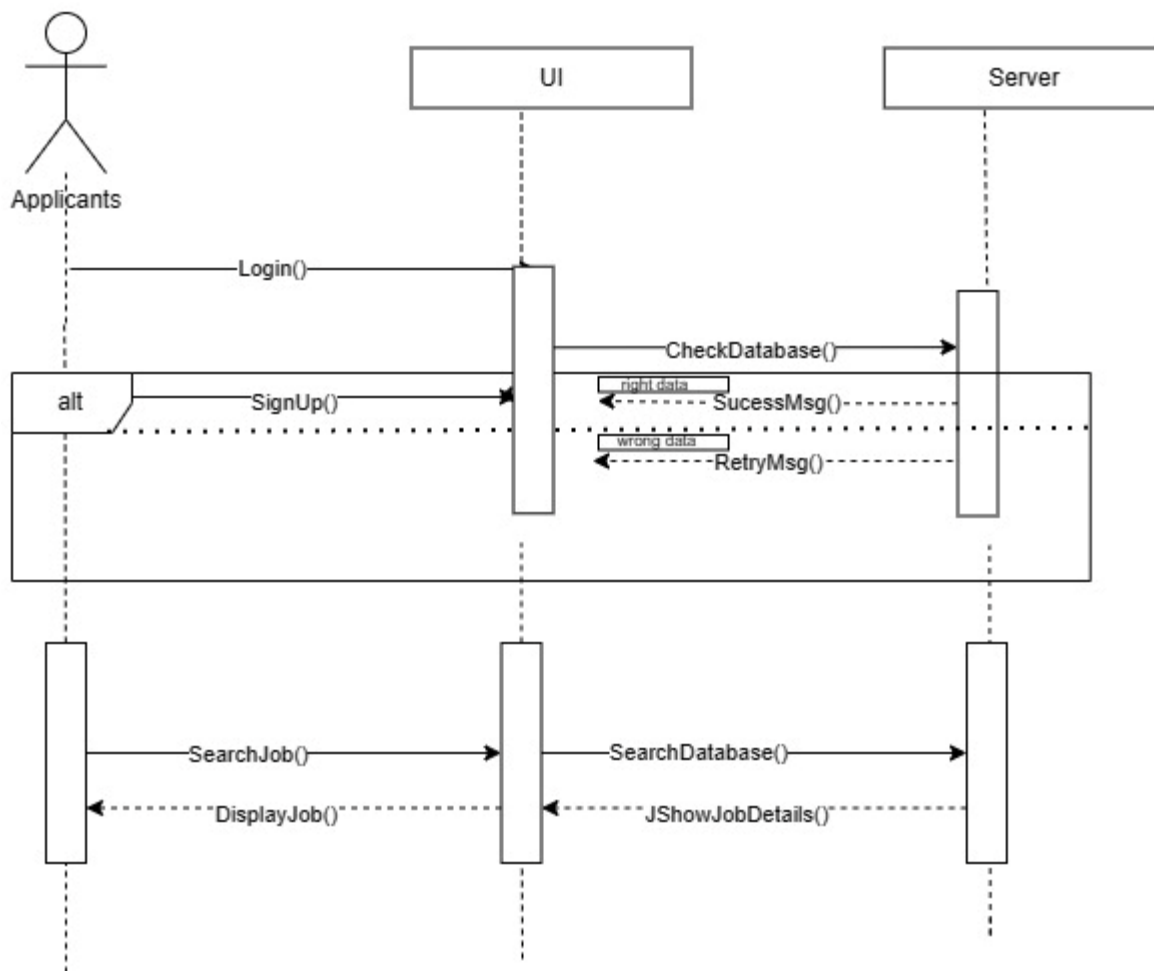 UI
Server
Applicants
Login()
CheckDatabase()
alt
SignUp()
right data
SucessMsg()
wrong data
RetryMsg()
SearchJob()
SearchDatabase()
DisplayJob()
JShowJobDetails()